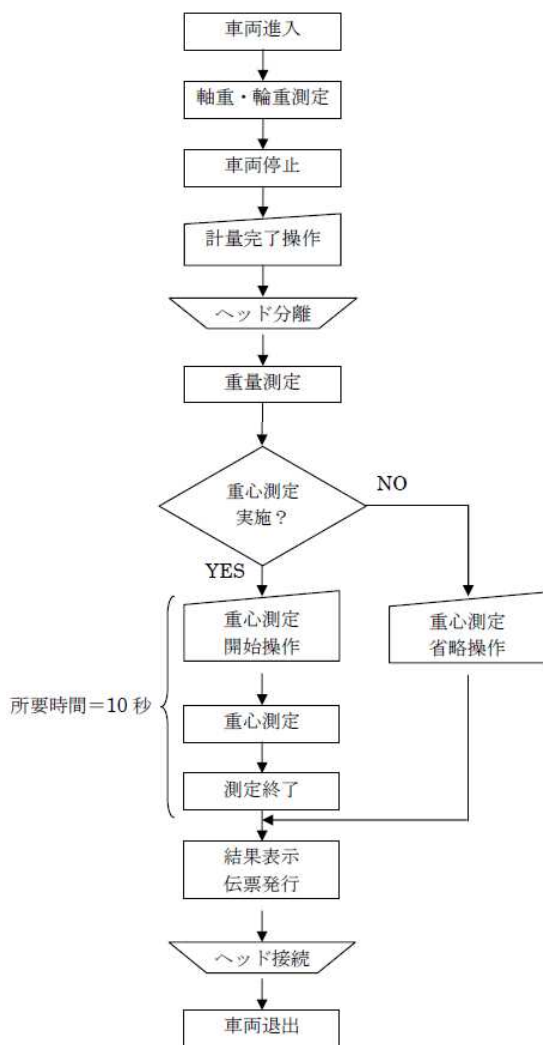 車両進入
軸重・輪重測定
車両停止
計量完了操作
ヘッド分離
重量測定
重心測定
実施？
NO
YES
重心測定
開始操作
重心測定
省略操作
所要時間＝10 秒
重心測定
測定終了
結果表示
伝票発行
ヘッド接続
車両退出